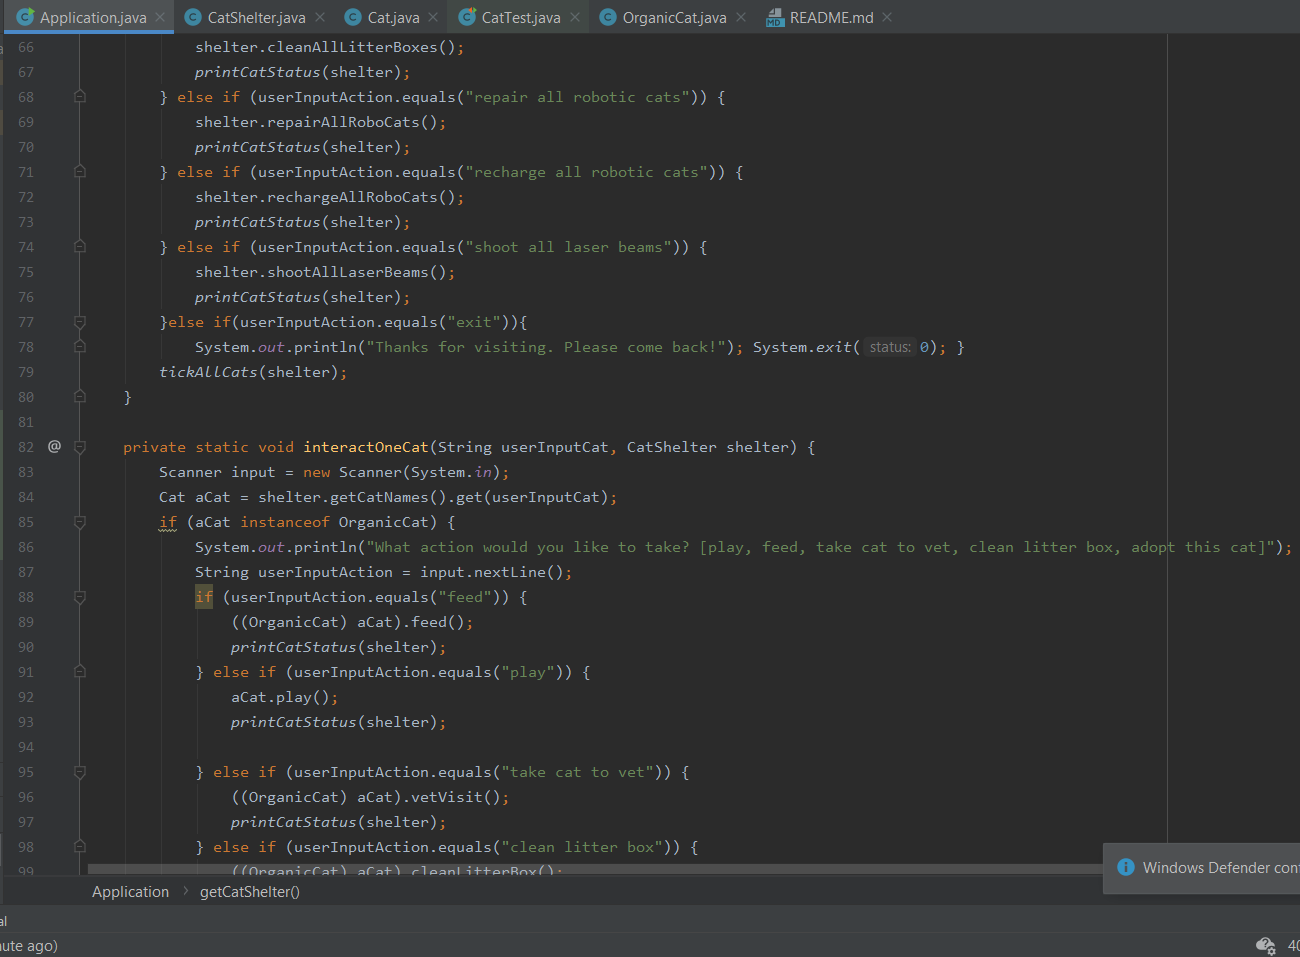 Application.java CatShelter.java Cat.java CatTest.java OrganicCat.java MD README.md
66 shelter.cleanAllLitterBoxes();
67 printCatStatus(shelter);
68 } else if (userInputAction.equals("repair all robotic cats")) {
69 shelter.repairAllRoboCats();
70 printCatStatus(shelter);
71 } else if (userInputAction.equals("recharge all robotic cats")) {
72 shelter.rechargeAllRoboCats();
73 printCatStatus(shelter);
74 } else if (userInputAction.equals("shoot all laser beams")) {
75 shelter.shootAllLaserBeams();
76 printCatStatus(shelter);
77 }else if(userInputAction.equals("exit")){
78 System.out.println("Thanks for visiting. Please come back!"); System.exit( status: 0); }
79 tickAllCats(shelter);
80 }
81
82 @ private static void interactOneCat(String userInputCat, CatShelter shelter) {
83 Scanner input = new Scanner(System.in);
84 Cat aCat = shelter.getCatNames().get(userInputCat);
85 if (aCat instanceof OrganicCat) {
86 System.out.println("What action would you like to take? [play, feed, take cat to vet, clean litter box, adopt this cat]");
87 String userInputAction = input.nextLine();
88 if (userInputAction.equals("feed")) {
89 ((OrganicCat) aCat).feed();
90 printCatStatus(shelter);
91 } else if (userInputAction.equals("play")) {
92 aCat.play();
93 printCatStatus(shelter);
94
95 } else if (userInputAction.equals("take cat to vet")) {
96 ((OrganicCat) aCat).vetVisit();
97 printCatStatus(shelter);
98 } else if (userInputAction.equals("clean litter box")) {
99 ((OrganicCat) aCat).cleanLitterBox();
Windows Defender con
Application > getCatShelter()
al
ute ago)
40